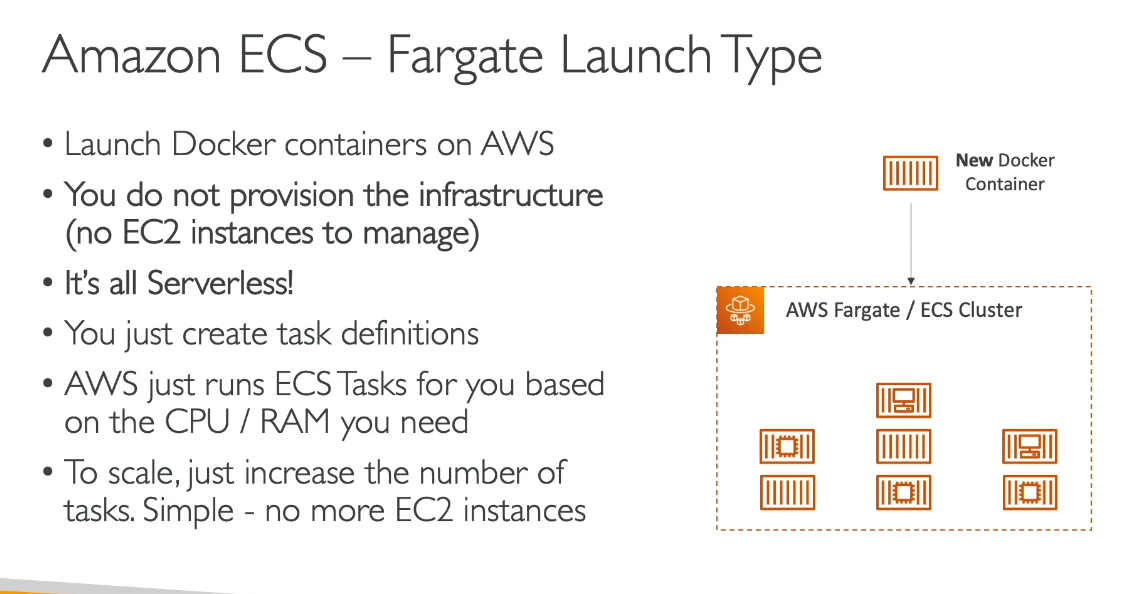 Amazon ECS – Fargate Launch Type
• Launch Docker containers on AWS
• You do not provision the infrastructure
(no EC2 instances to manage)
• It’s all Serverless!
• You just create task definitions
• AWS just runs ECS Tasks for you based
on the CPU / RAM you need
• To scale, just increase the number of
tasks. Simple - no more EC2 instances
New Docker
Container
AWS Fargate / ECS Cluster